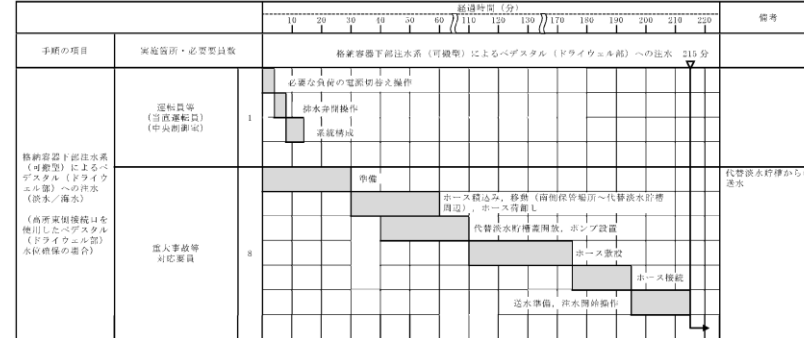 経過時間（分）
備考
10 20 30 40 50 60 110 120 130 170 180 190 200 210 220
手順の項目
実施箇所・必要要員数
格納容器下部注水系（可搬型）によるペデスタル（ドライウェル部）への注水 215分
格納容器下部注水系
（可搬型）によるペ
デスタル（ドライウ
ェル部）への注水
（淡水／海水）
（高所東側接続口を
使用したペデスタル
（ドライウェル部）
水位確保の場合）
運転員等
（当直運転員）
（中央制御室）
1
必要な負荷の電源切替え操作
排水弁閉操作
系統構成
重大事故等
対応要員
8
準備
ホース積込み，移動（南側保管場所～代替淡水貯槽
周辺），ホース荷卸し
代替淡水貯槽蓋開放，ポンプ設置
ホース敷設
ホース接続
送水準備，注水開始操作
代替淡水貯槽から
送水